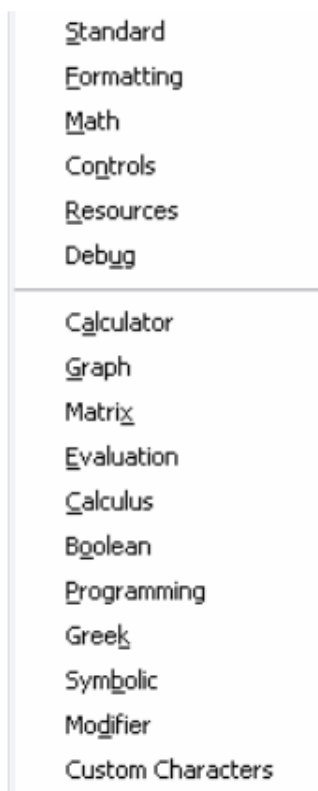 Standard
Formatting
Math
Controls
Resources
Debug
Calculator
Graph
Matrix
Evaluation
Calculus
Boolean
Programming
Greek
Symbolic
Modifier
Custom Characters